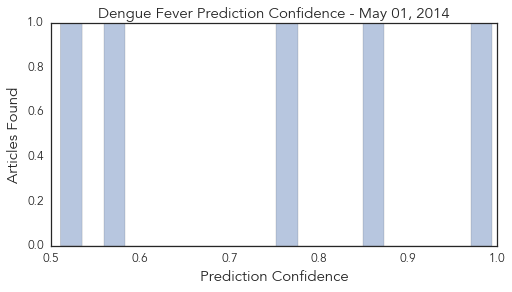 Dengue Fever Prediction Confidence - May 01, 2014
Articles Found
1.0
0.8
0.6
0.4
0.2
0.0
0.5 0.6 0.7 0.8 0.9 1.0
Prediction Confidence